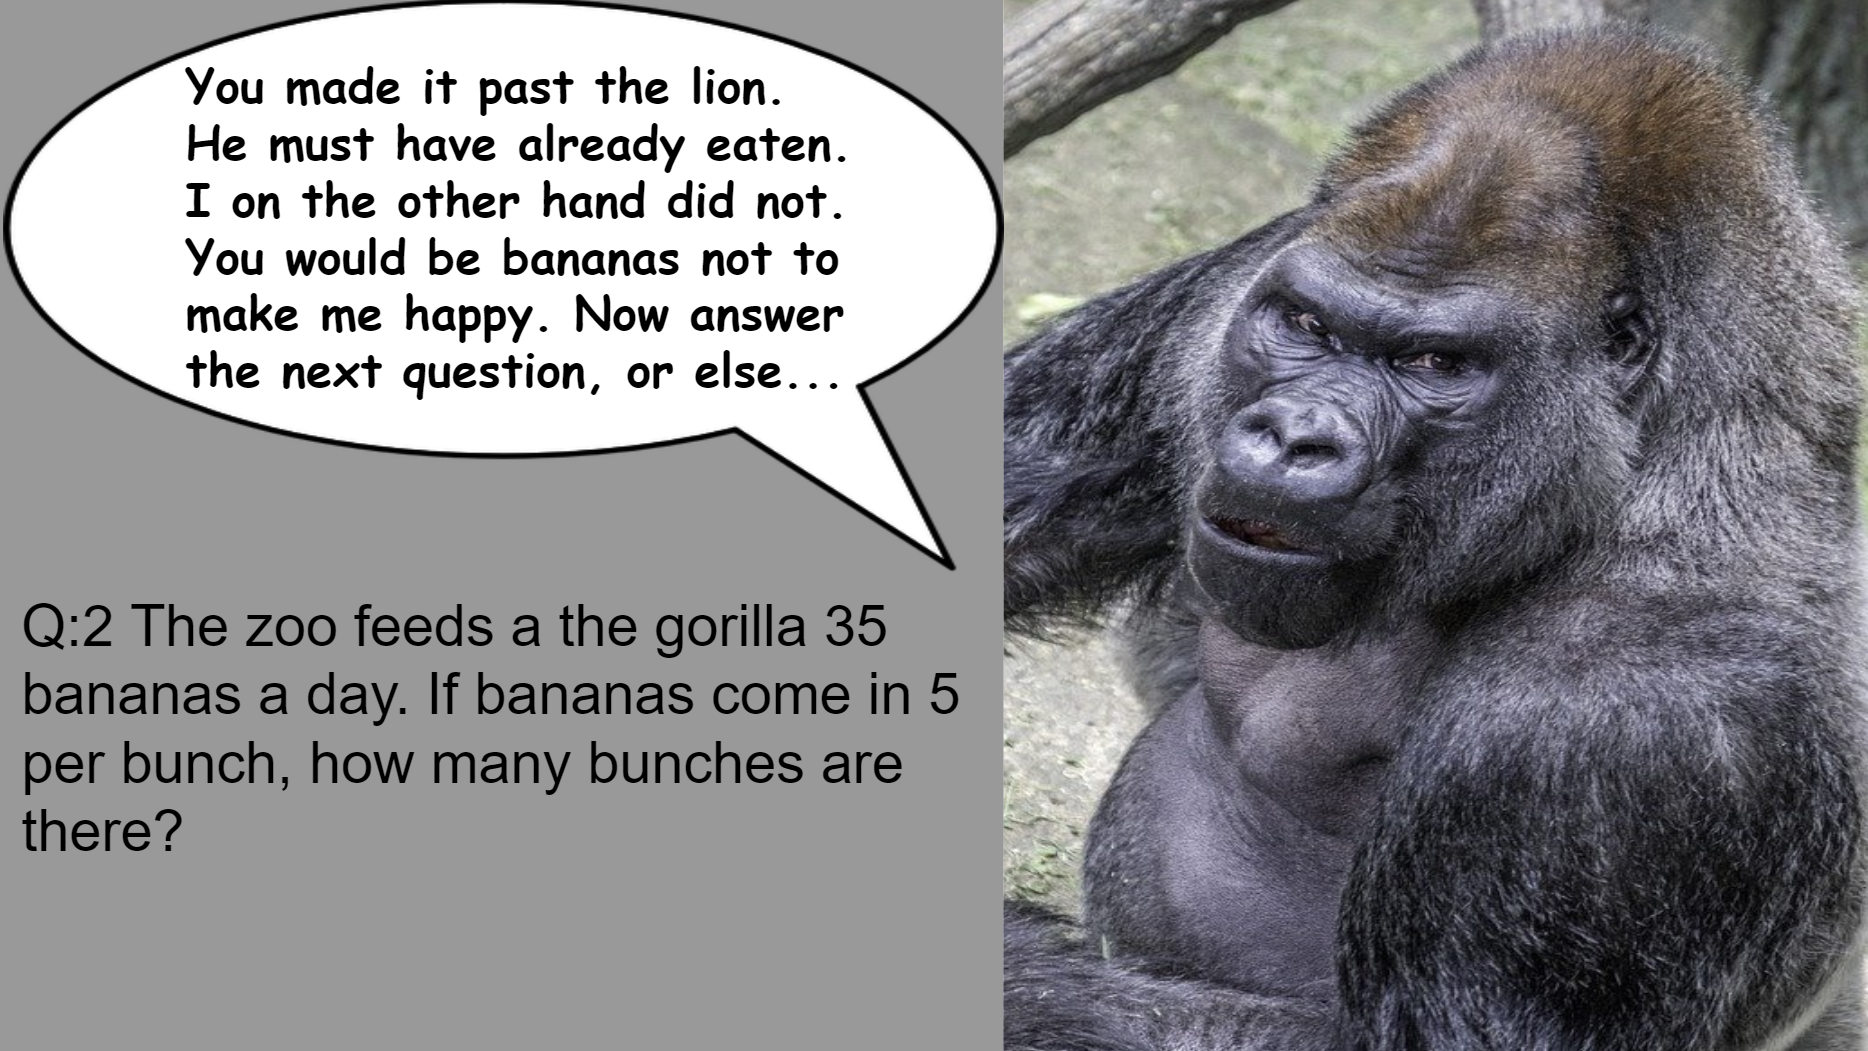 You made it past the lion.
He must have already eaten.
I on the other hand did not.
You would be bananas not to
make me happy. Now answer
the next question, or else...
Q:2 The zoo feeds a the gorilla 35
bananas a day. If bananas come in 5
per bunch, how many bunches are
there?